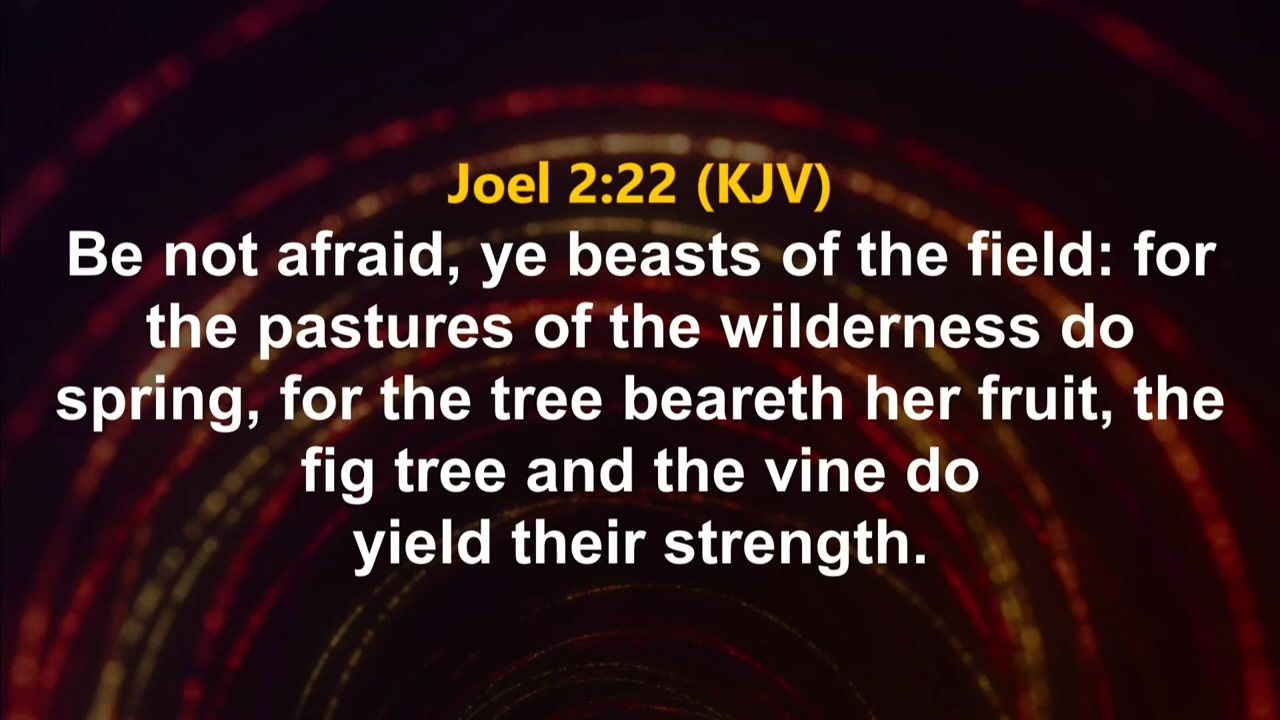 Joel 2:22 (KJV)
Be not afraid, ye beasts of the field: for
the pastures of the wilderness do
spring, for the tree beareth her fruit, the
fig tree and the vine do
yield their strength.